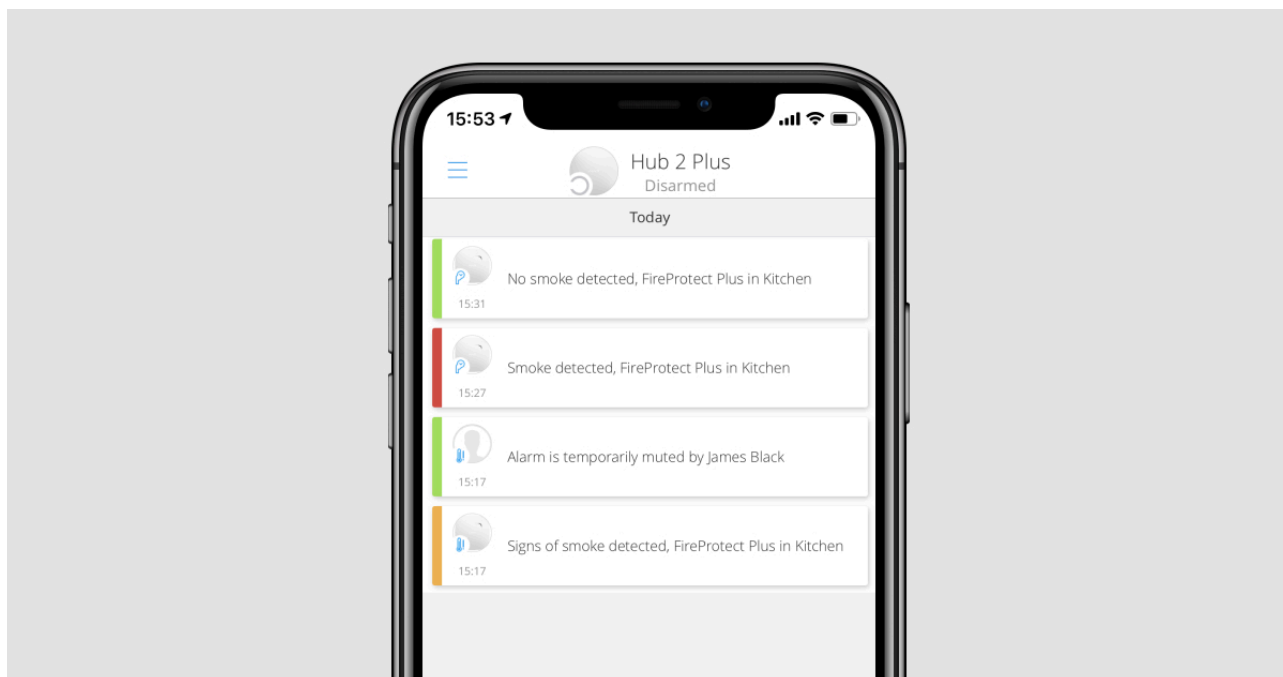 15:53
Hub 2 Plus
Disarmed
Today
No smoke detected, FireProtect Plus in Kitchen
15:31
Smoke detected, FireProtect Plus in Kitchen
15:27
Alarm is temporarily muted by James Black
15:17
Signs of smoke detected, FireProtect Plus in Kitchen
15:17